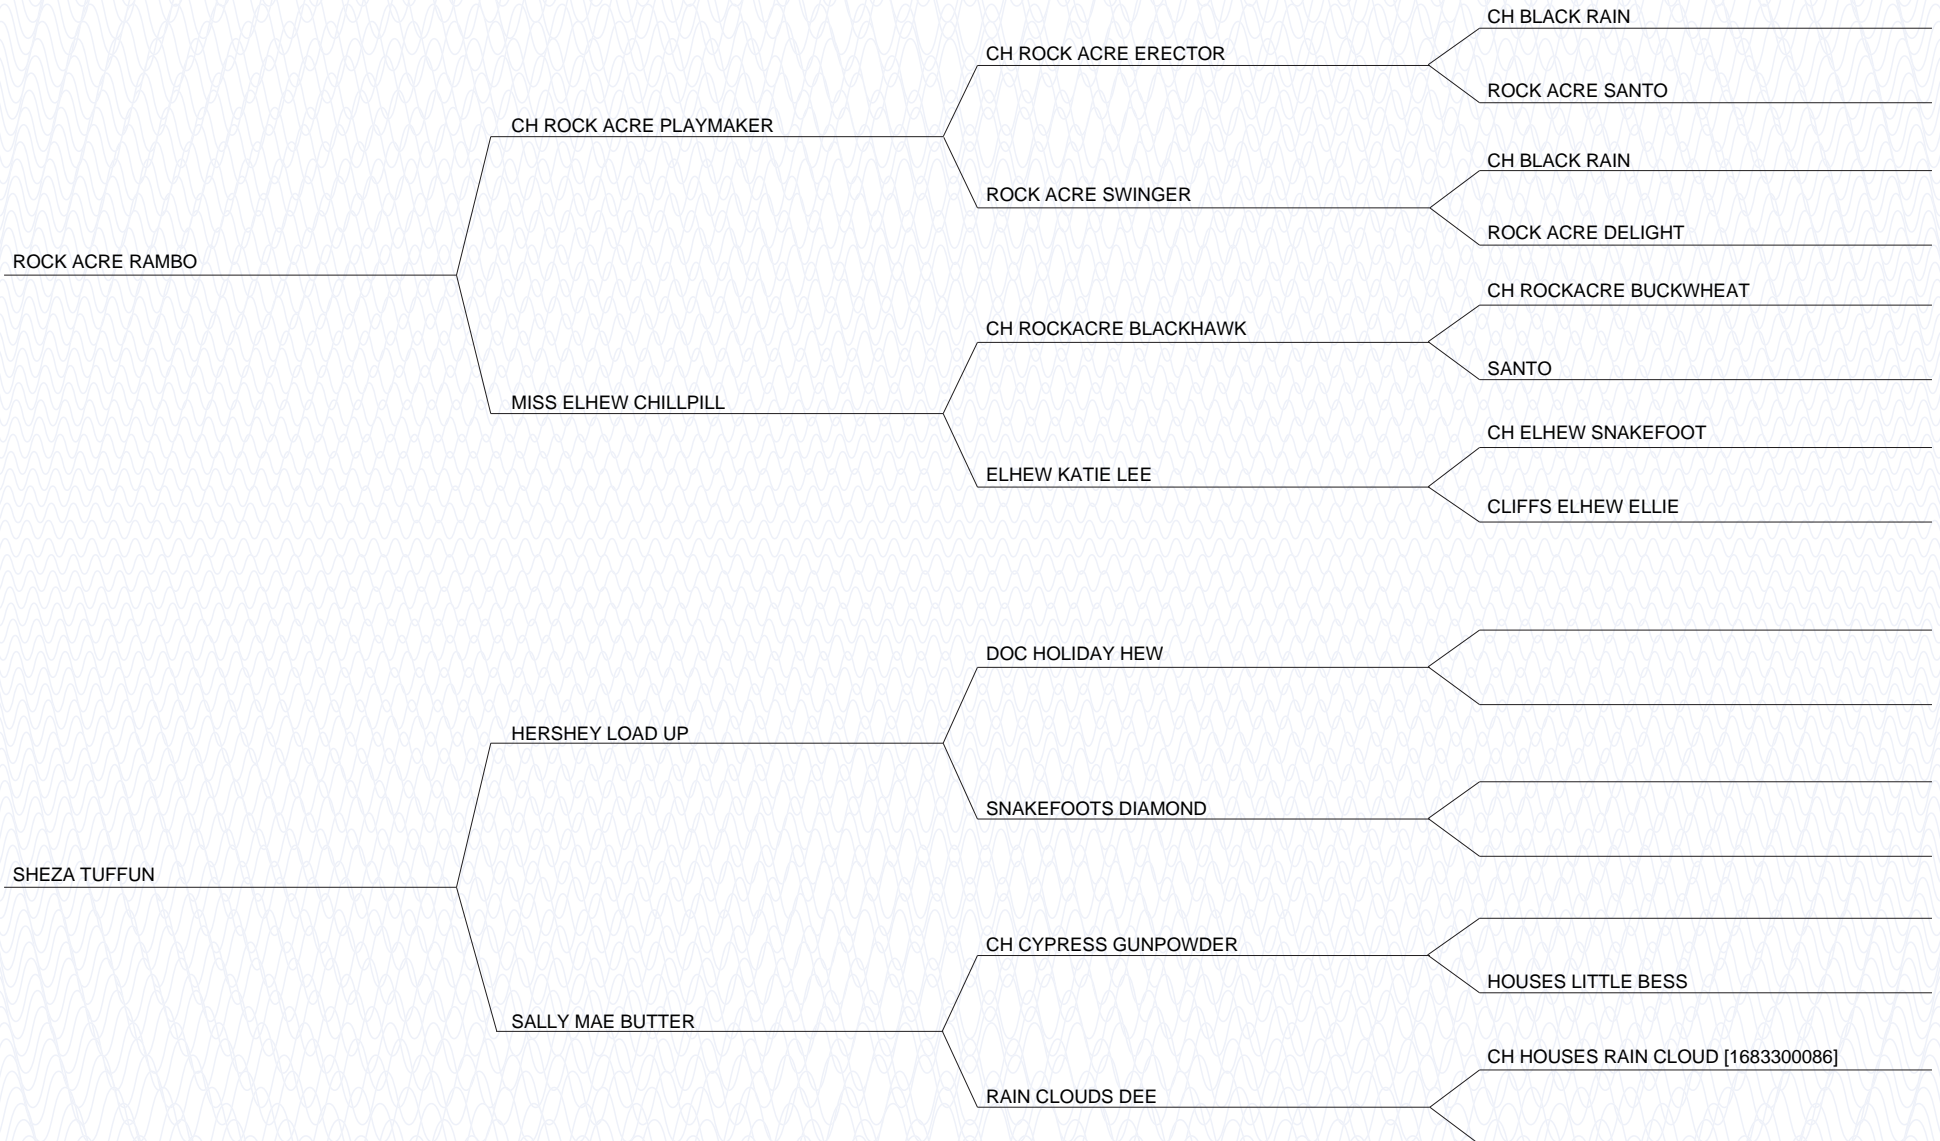 CH BLACK RAIN
CH ROCK ACRE ERECTOR
ROCK ACRE SANTO
CH ROCK ACRE PLAYMAKER
CH BLACK RAIN
ROCK ACRE SWINGER
ROCK ACRE DELIGHT
ROCK ACRE RAMBO
CH ROCKACRE BUCKWHEAT
CH ROCKACRE BLACKHAWK
SANTO
MISS ELHEW CHILLPILL
CH ELHEW SNAKEFOOT
ELHEW KATIE LEE
CLIFFS ELHEW ELLIE
DOC HOLIDAY HEW
HERSHEY LOAD UP
SNAKEFOOTS DIAMOND
SHEZA TUFFUN
CH CYPRESS GUNPOWDER
HOUSES LITTLE BESS
SALLY MAE BUTTER
CH HOUSES RAIN CLOUD [1683300086]
RAIN CLOUDS DEE